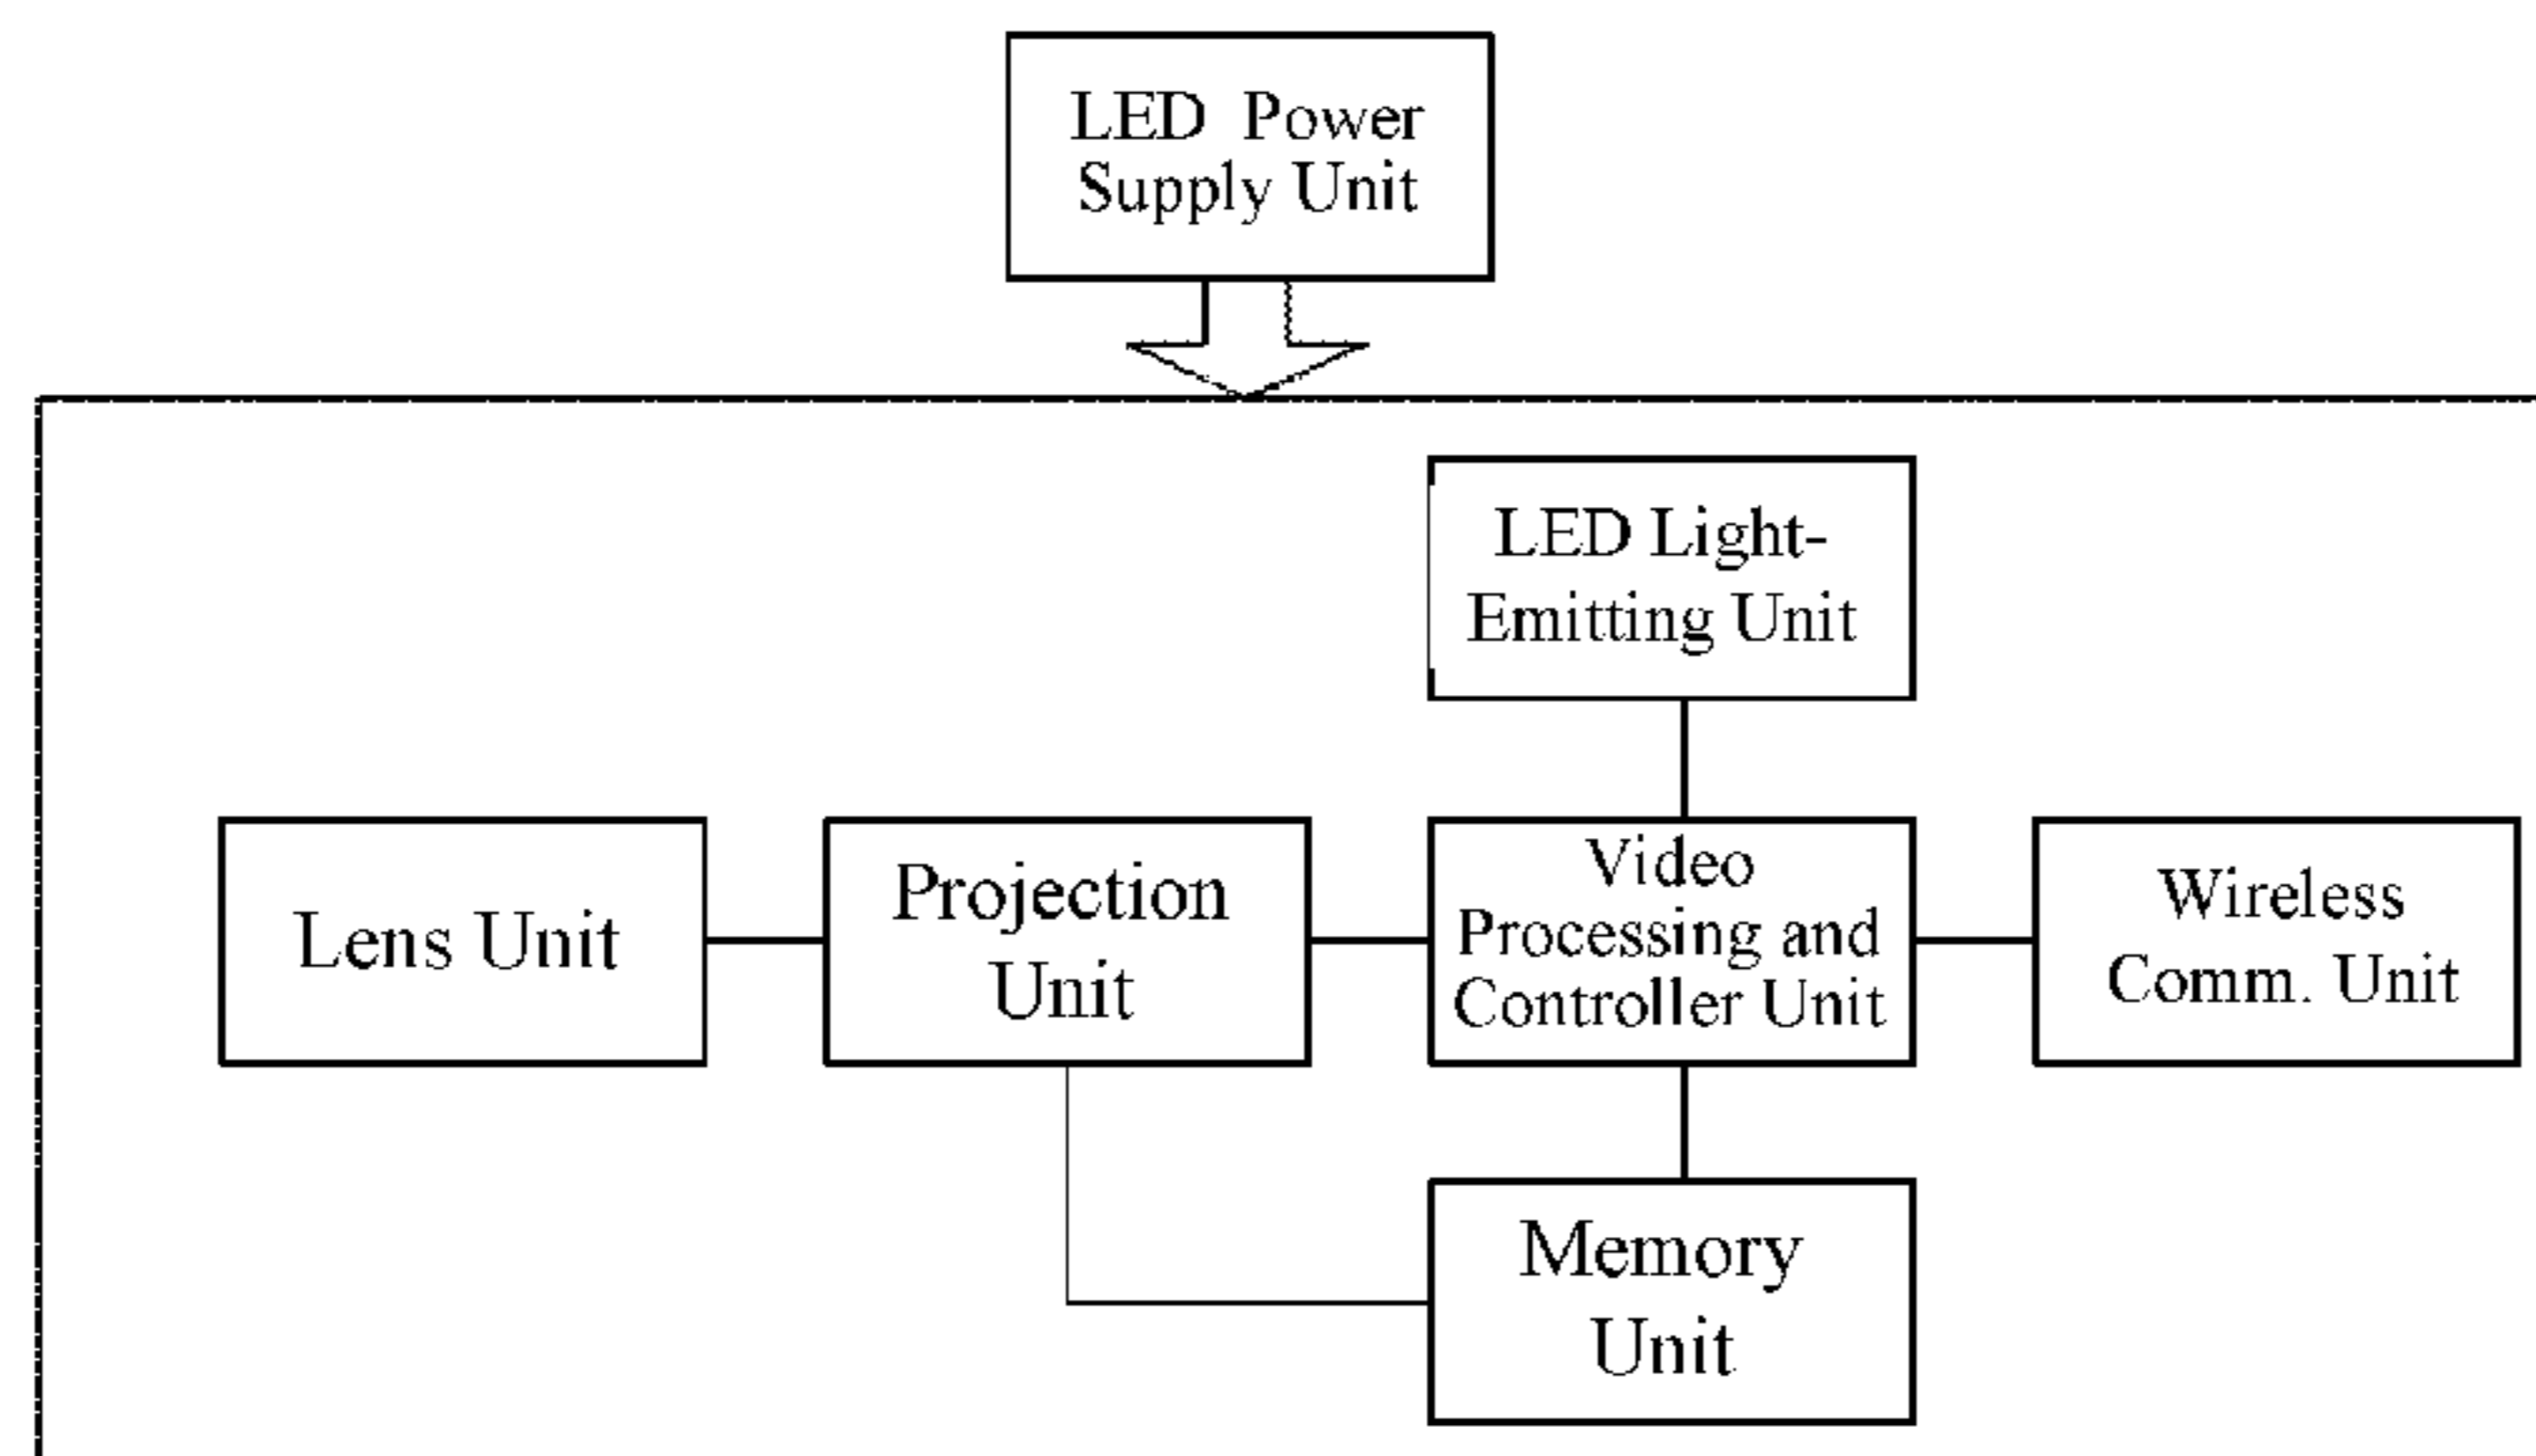 LED Power
Supply Unit
LED Light-
Emitting Unit
Lens Unit
Projection
Unit
Video
Processing and
Controller Unit
Wireless
Comm. Unit
Memory
Unit